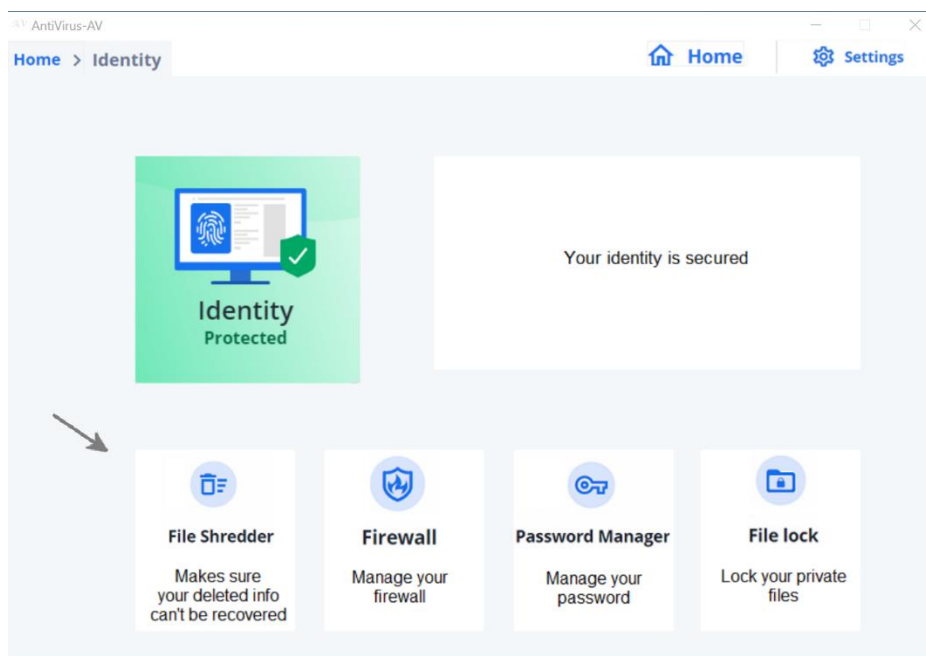 AntiVirus-AV
Home > Identity
Home
Settings
Identity
Protected
Your identity is secured
File Shredder
Makes sure
your deleted info
can't be recovered
Firewall
Manage your
firewall
Password Manager
Manage your
password
File lock
Lock your private
files